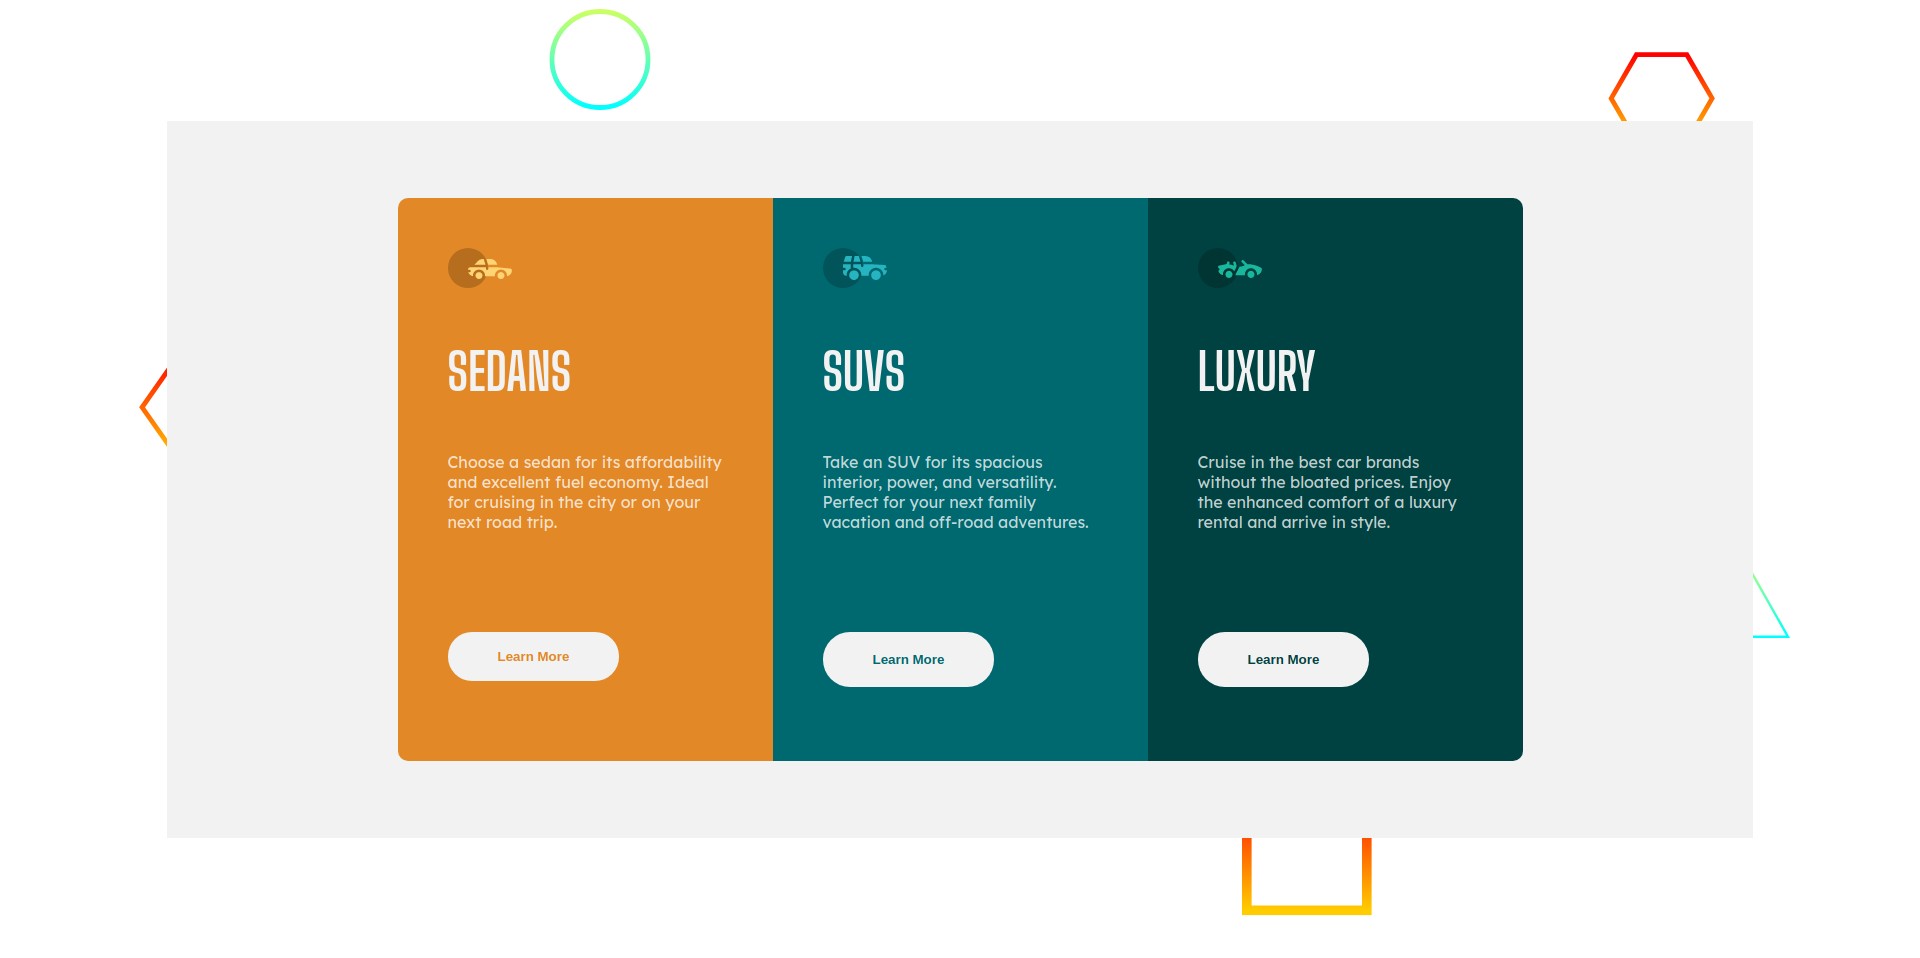 SEDANS
Choose a sedan for its affordability
and excellent fuel economy. Ideal
for cruising in the city or on your
next road trip.
Learn More
SUVS
Take an SUV for its spacious
interior, power, and versatility.
Perfect for your next family
vacation and off-road adventures.
Learn More
LUXURY
Cruise in the best car brands
without the bloated prices. Enjoy
the enhanced comfort of a luxury
rental and arrive in style.
Learn More